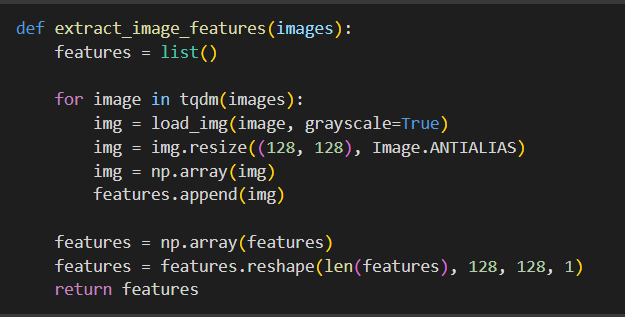 def extract_image_features(images):
    features = list()

    for image in tqdm(images):
        img = load_img(image, grayscale=True)
        img = img.resize((128, 128), Image.ANTIALIAS)
        img = np.array(img)
        features.append(img)

    features = np.array(features)
    features = features.reshape(len(features), 128, 128, 1)
    return features